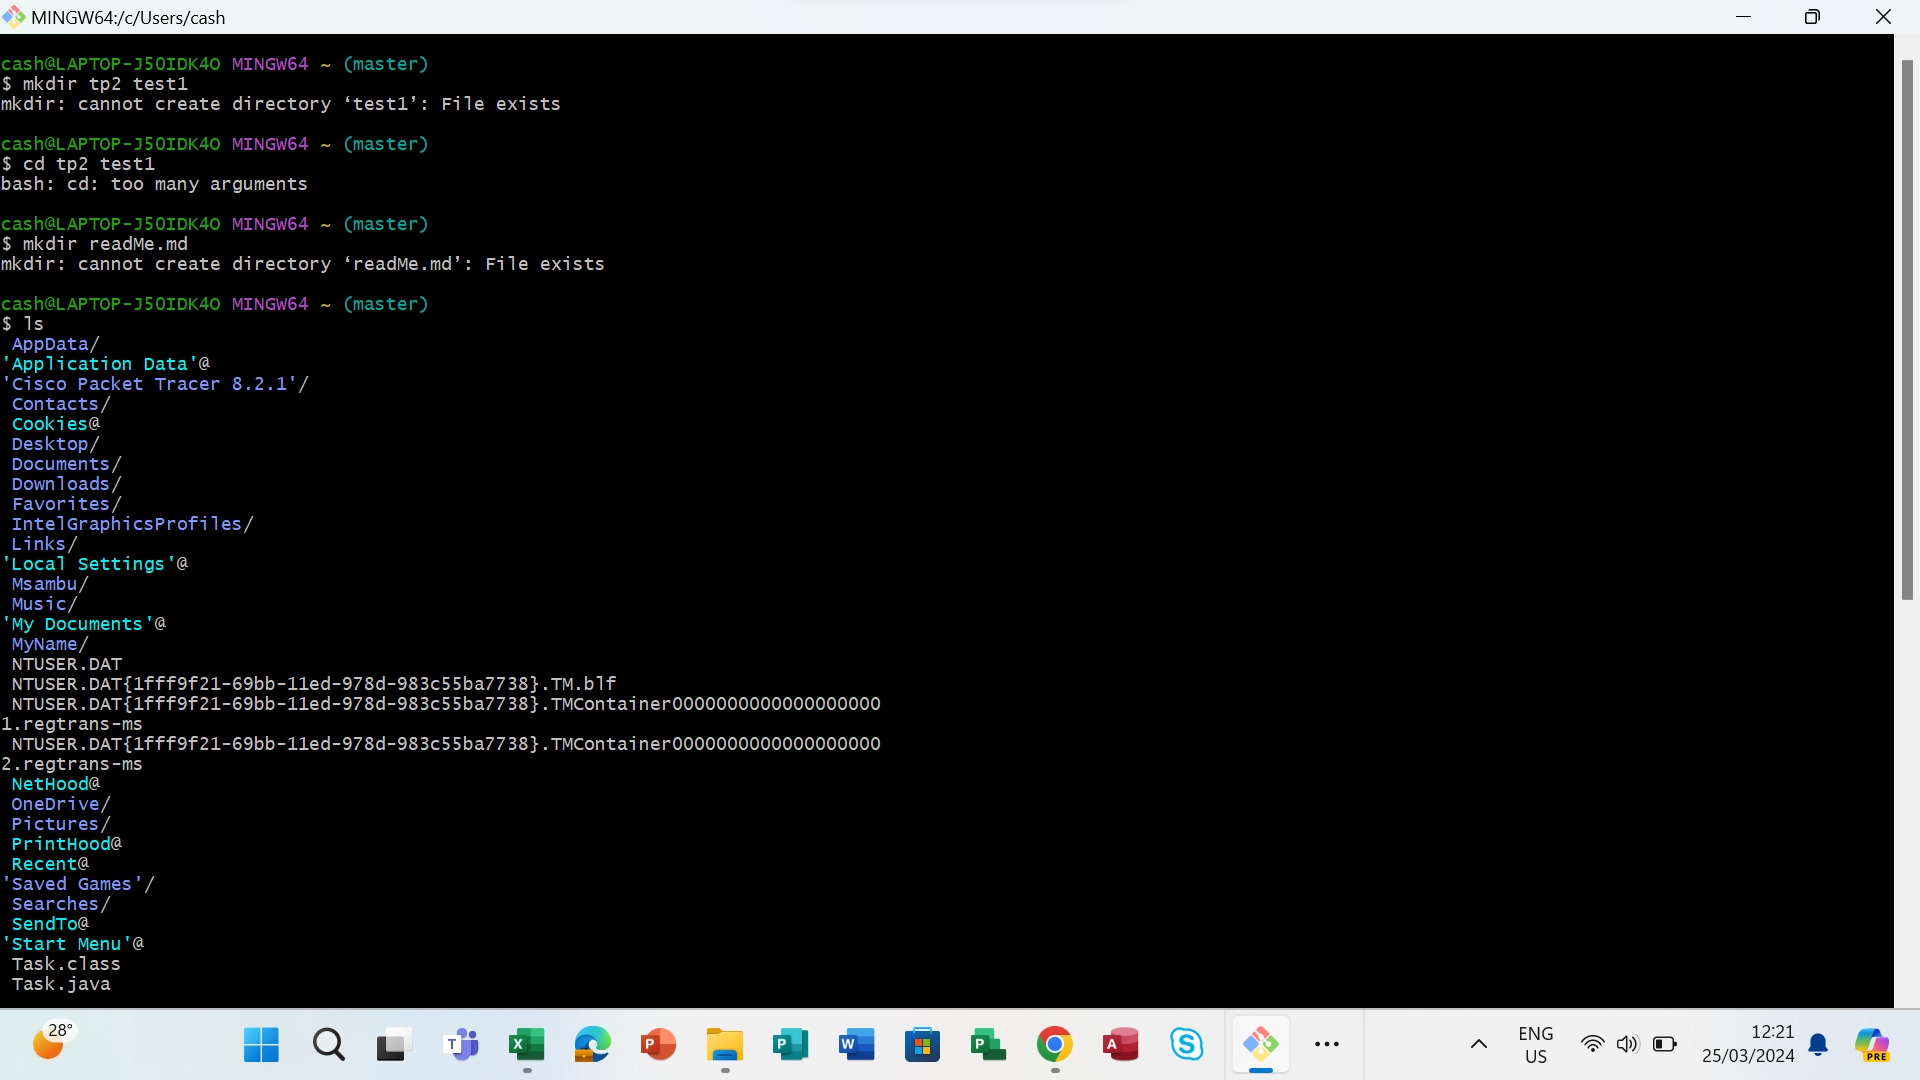 MINGW64:/c/Users/cash
cash@LAPTOP-J5OIDK4O MINGW64 ~ (master)
$ mkdir tp2 test1
mkdir: cannot create directory ‘test1’: File exists
cash@LAPTOP-J5OIDK4O MINGW64 ~ (master)
$ cd tp2 test1
bash: cd: too many arguments
cash@LAPTOP-J5OIDK4O MINGW64 ~ (master)
$ mkdir readMe.md
mkdir: cannot create directory ‘readMe.md’: File exists
cash@LAPTOP-J5OIDK4O MINGW64 ~ (master)
$ ls
AppData/
'Application Data'@
'Cisco Packet Tracer 8.2.1'/
Contacts/
Cookies@
Desktop/
Documents/
Downloads/
Favorites/
IntelGraphicsProfiles/
Links/
'Local Settings'@
Msambu/
Music/
'My Documents'@
MyName/
NTUSER.DAT
NTUSER.DAT{1fff9f21-69bb-11ed-978d-983c55ba7738}.TM.blf
NTUSER.DAT{1fff9f21-69bb-11ed-978d-983c55ba7738}.TMContainer0000000000000000000
1.regtrans-ms
NTUSER.DAT{1fff9f21-69bb-11ed-978d-983c55ba7738}.TMContainer0000000000000000000
2.regtrans-ms
NetHood@
OneDrive/
Pictures/
PrintHood@
Recent@
'Saved Games'/
Searches/
SendTo@
'Start Menu'@
Task.class
Task.java
28°
ENG
US
12:21
25/03/2024
PRE